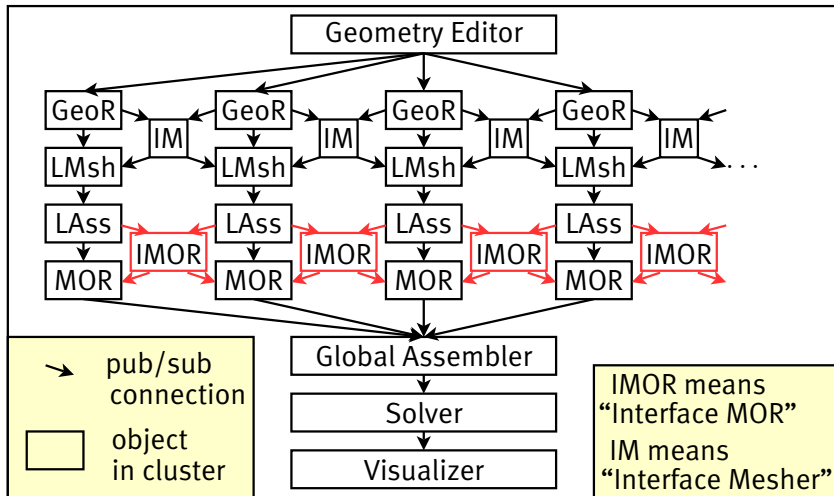 Geometry Editor
GeoR GeoR GeoR GeoR
IM IM IM IM
LMsh LMsh LMsh LMsh ...
LAss LAss LAss LAss
IMOR IMOR IMOR IMOR
MOR MOR MOR MOR
Global Assembler
Solver
Visualizer
pub/sub
connection
object
in cluster
IMOR means
“Interface MOR”
IM means
“Interface Mesher”